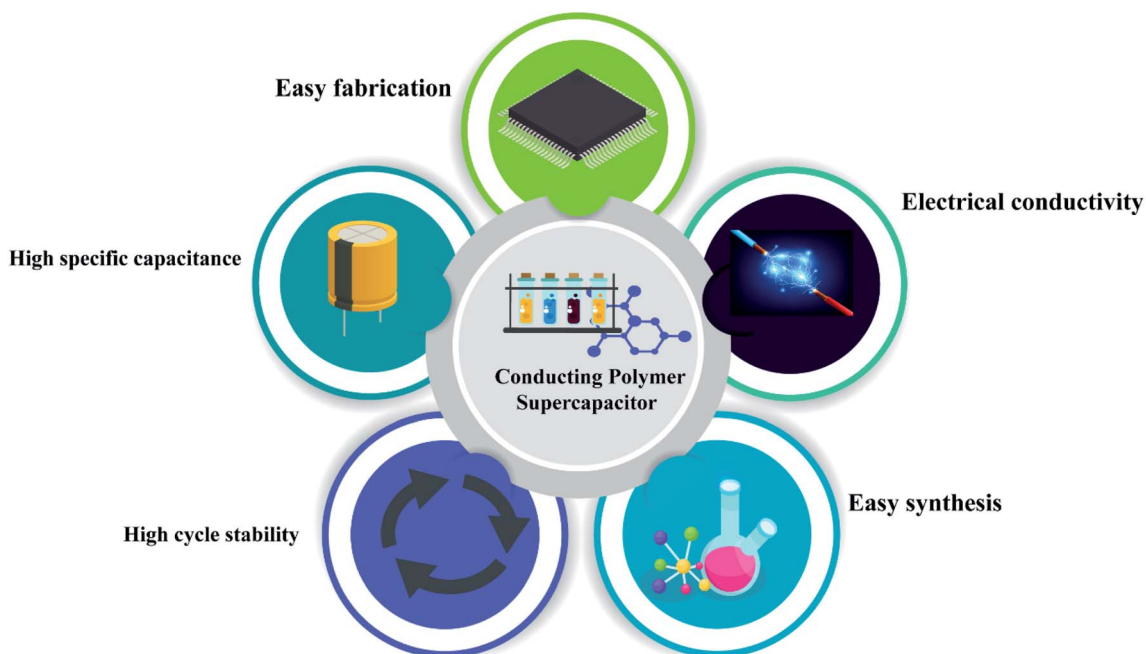 Easy fabrication
Electrical conductivity
High specific capacitance
Conducting Polymer
Supercapacitor
High cycle stability
Easy synthesis